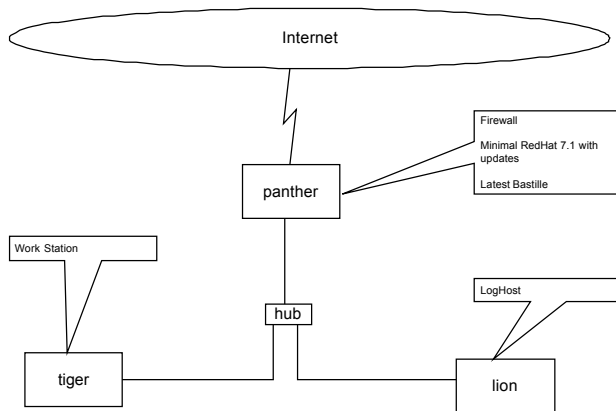 Internet
Firewall
Minimal RedHat 7.1 with
updates
Latest Bastille
panther
Work Station
hub
LogHost
tiger
lion